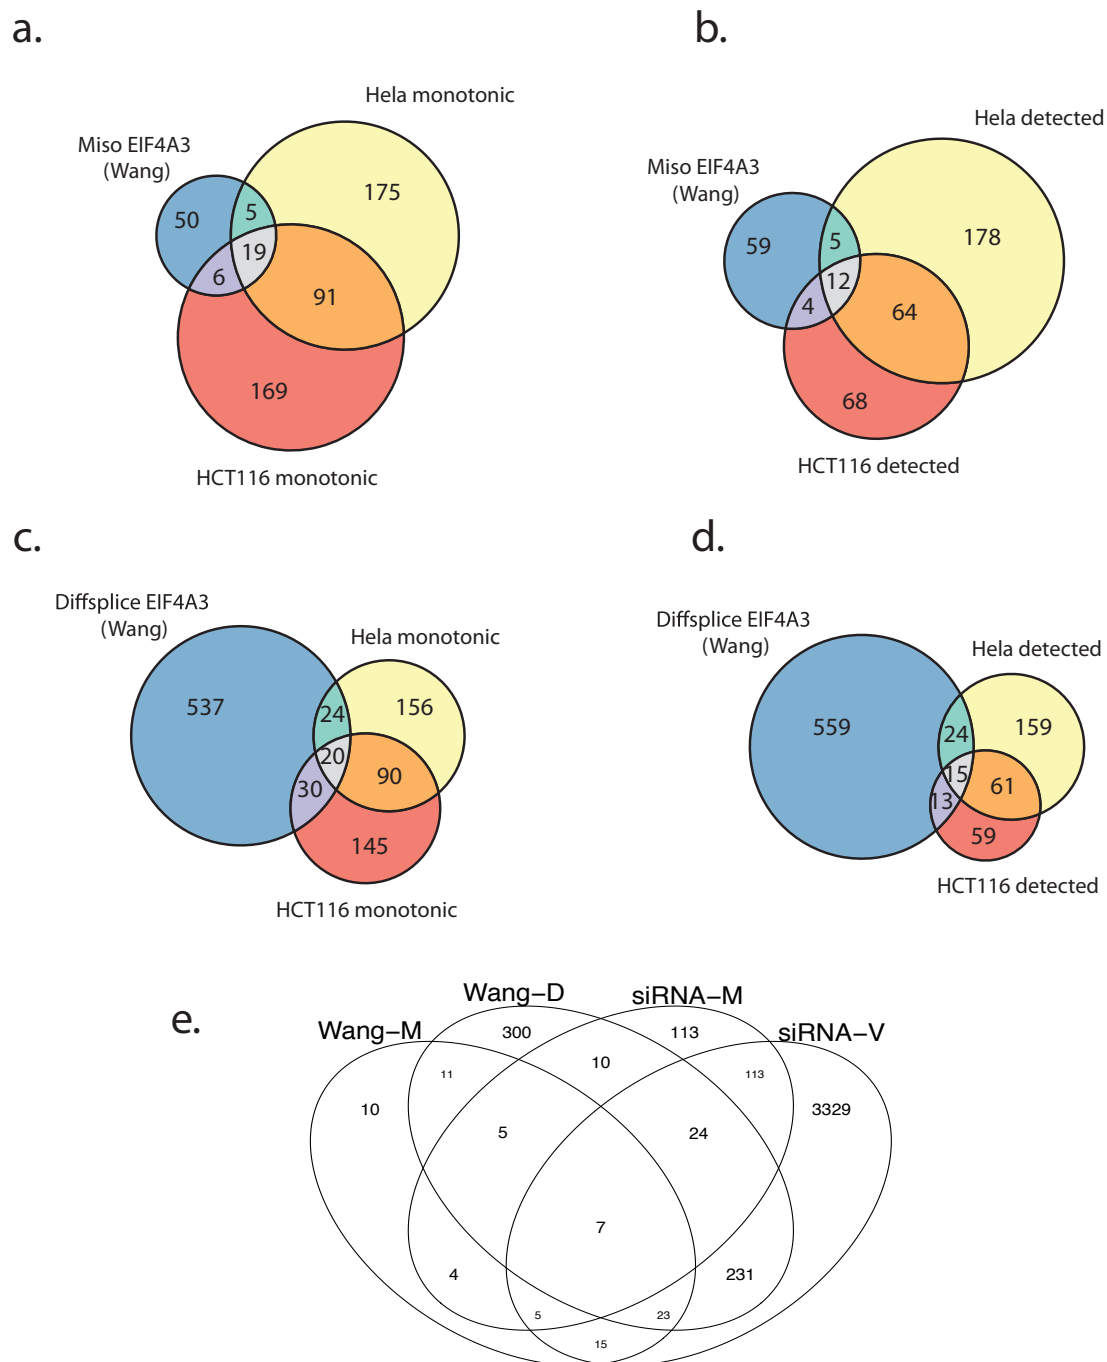 a.
b.
Hela monotonic
Hela detected
Miso EIF4A3
(Wang)
Miso EIF4A3
(Wang)
50
5
175
19
6
91
169
59
5
178
12
4
64
68
HCT116 monotonic
HCT116 detected
c.
d.
Diffsplice EIF4A3
(Wang)
Hela monotonic
Diffsplice EIF4A3
(Wang)
Hela detected
537
24
156
20
30
90
145
559
24
159
15
13
61
59
HCT116 monotonic
HCT116 detected
e.
Wang–M
Wang–D
siRNA–M
siRNA–V
300
113
11
10
113
10
3329
5
24
7
4
231
5
23
15